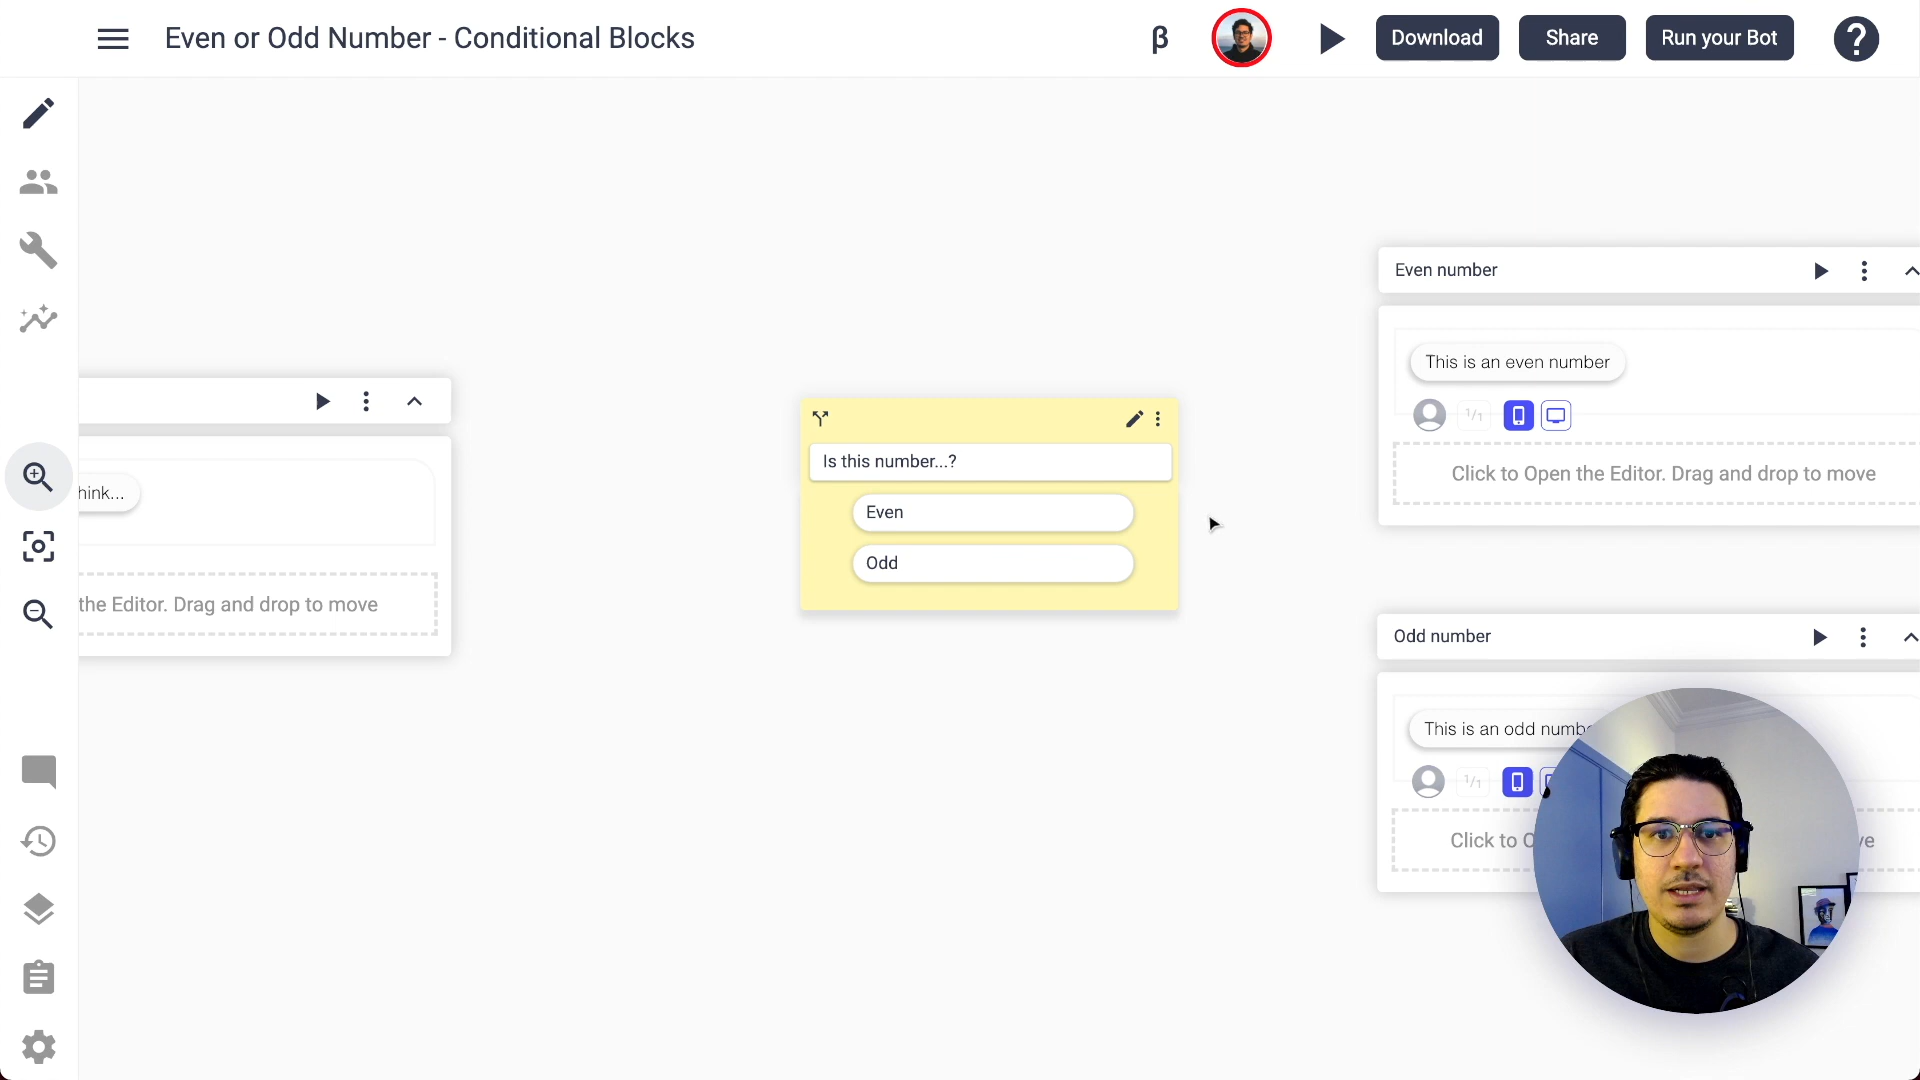 Even or Odd Number - Conditional Blocks
β
Download
Share
Run your Bot
?
Even number
This is an even number
1/1
Click to Open the Editor. Drag and drop to move
hink...
the Editor. Drag and drop to move
Is this number...?
Even
Odd
Odd number
This is an odd numbe
1/1
Click to O
ve